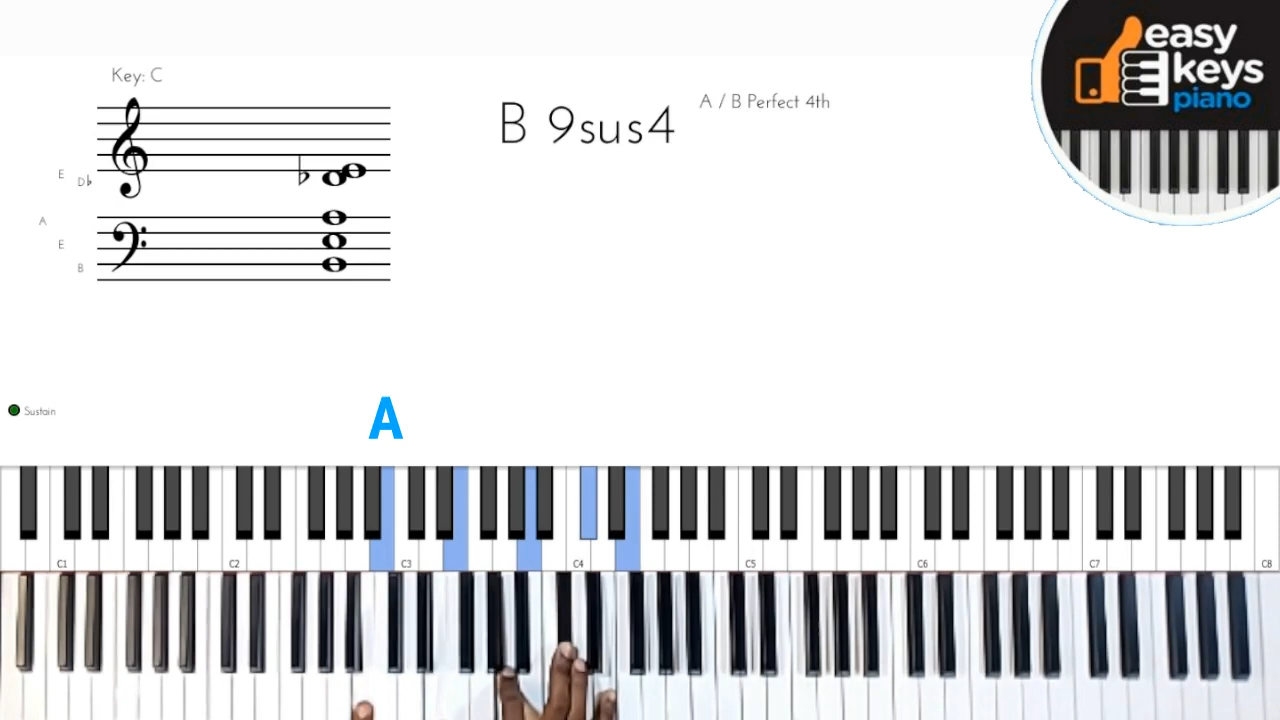 Key: C
B 9sus4
A / B Perfect 4th
easy
keys
piano
E
D♭
A
E
B
Sustain
A
C1 C2 C3 C4 C5 C6 C7 C8